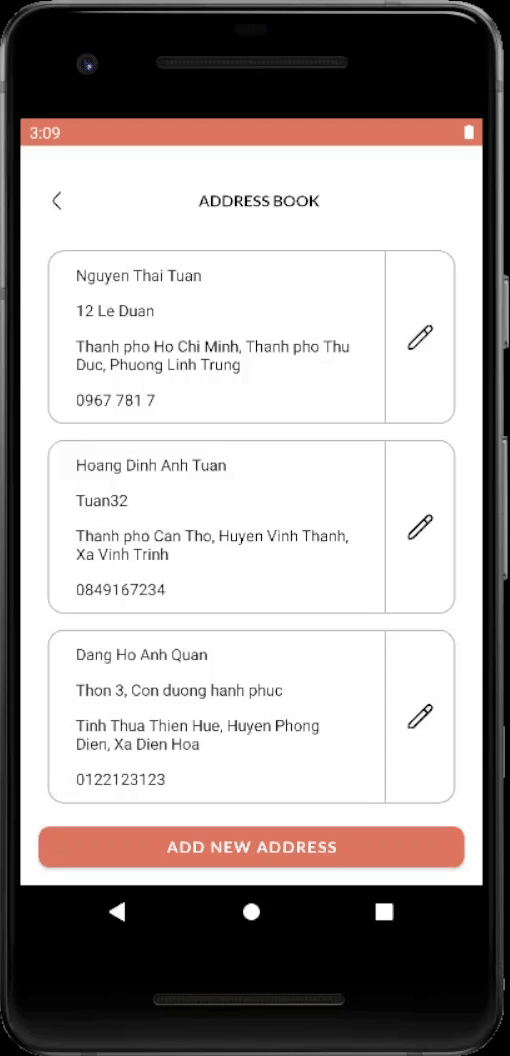 3:09
ADDRESS BOOK
Nguyen Thai Tuan
12 Le Duan
Thanh pho Ho Chi Minh, Thanh pho Thu
Duc, Phuong Linh Trung
0967 781 7
Hoang Dinh Anh Tuan
Tuan32
Thanh pho Can Tho, Huyen Vinh Thanh,
Xa Vinh Trinh
0849167234
Dang Ho Anh Quan
Thon 3, Con duong hanh phuc
Tinh Thua Thien Hue, Huyen Phong
Dien, Xa Dien Hoa
0122123123
ADD NEW ADDRESS